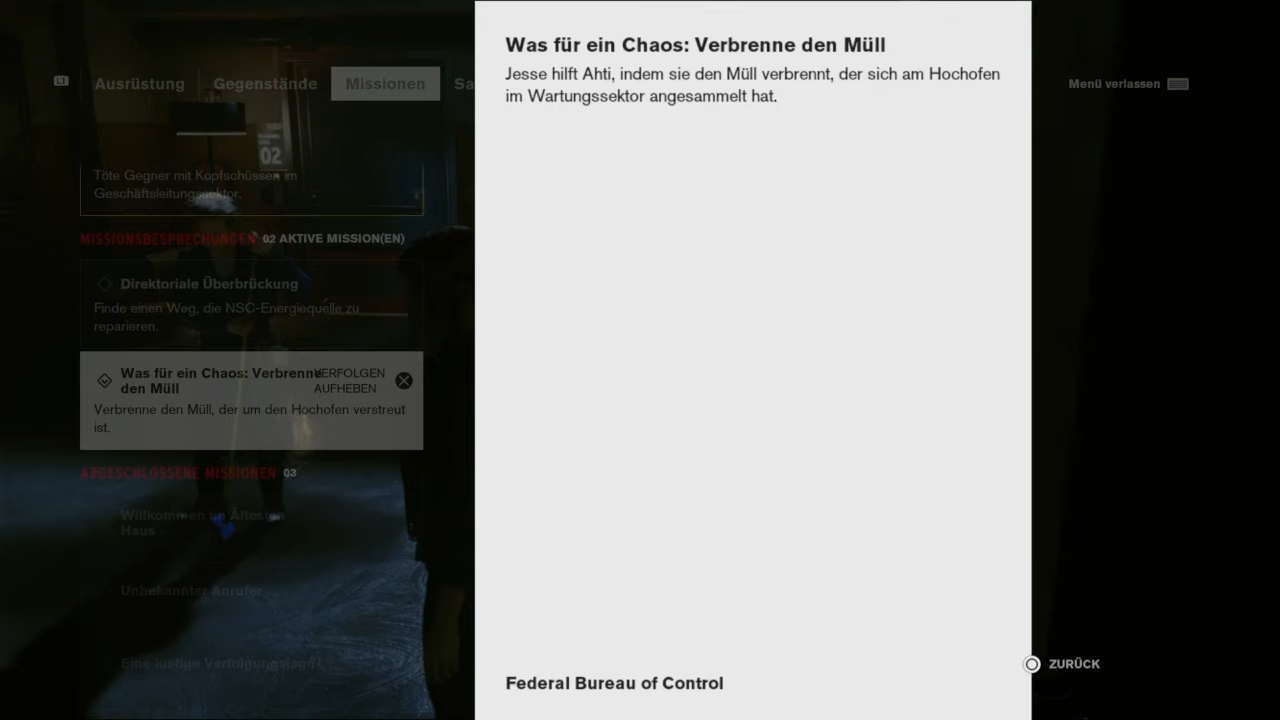 Was für ein Chaos: Verbrenne den Müll
Jesse hilft Ahti, indem sie den Müll verbrennt, der sich am Hochofen
im Wartungssektor angesammelt hat.
LT
Ausrüstung
Gegenstände
Missionen
Sa
Menü verlassen
02
Töte Gegner mit Kopfschüssen im
Geschäftsleitungssektor.
MISSIONSBESPRECHUNGEN 02 AKTIVE MISSION(EN)
Direktoriale Überbrückung
Finde einen Weg, die NSC-Energiequelle zu
reparieren.
Was für ein Chaos: Verbrenne
den Müll
VERFOLGEN
AUFHEBEN
Verbrenne den Müll, der um den Hochofen verstreut
ist.
ABGESCHLOSSENE MISSIONEN 03
Willkommen im Ältesten
Haus
Unbekannter Anrufer
Eine lustige Verfolgungsjagd?
ZURÜCK
Federal Bureau of Control